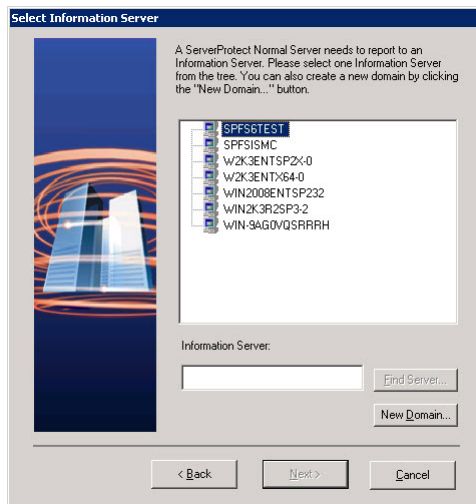 Select Information Server
A ServerProtect Normal Server needs to report to an
Information Server. Please select one Information Server
from the tree. You can also create a new domain by clicking
the "New Domain..." button.
SPFS6TEST
SPFSISMC
W2K3ENTSP2X-0
W2K3ENTX64-0
WIN2008ENTSP232
WIN2K3R2SP3-2
WIN-9AG0VQSRRRH
Information Server:
Find Server...
New Domain...
< Back
Next >
Cancel